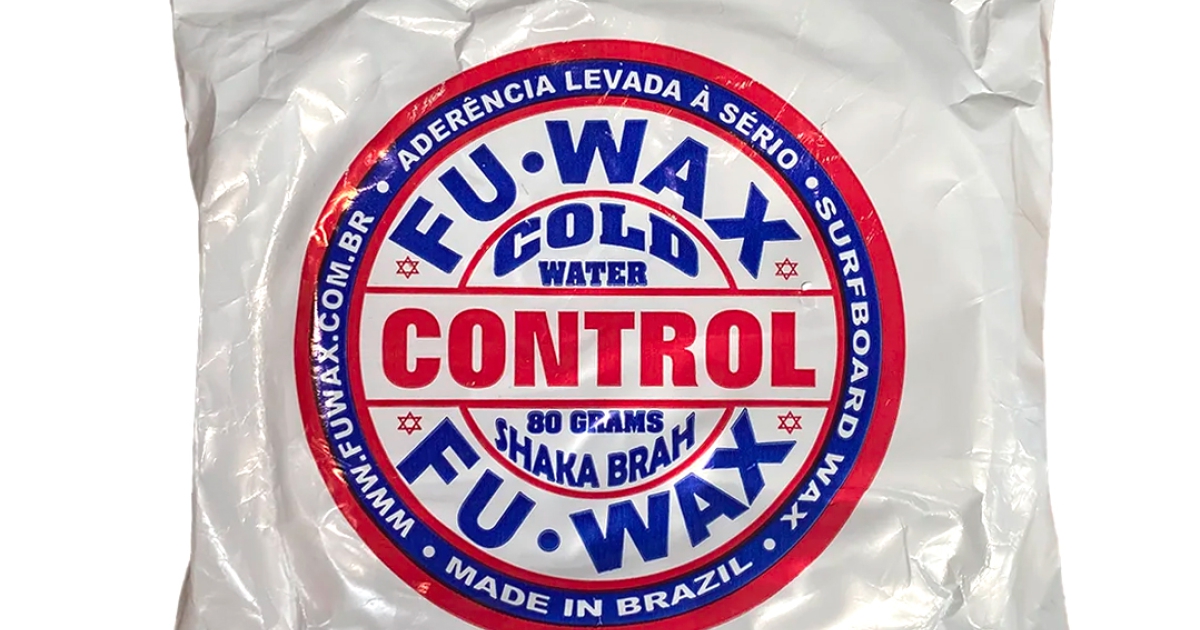 ADERÊNCIA LEVADA À SÉRIO • SURFBOARD WAX • MADE IN BRAZIL • WWW.FUWAX.COM.BR •
FU•WAX
COLD
WATER
CONTROL
80 GRAMS
SHAKA BRAH
FU•WAX